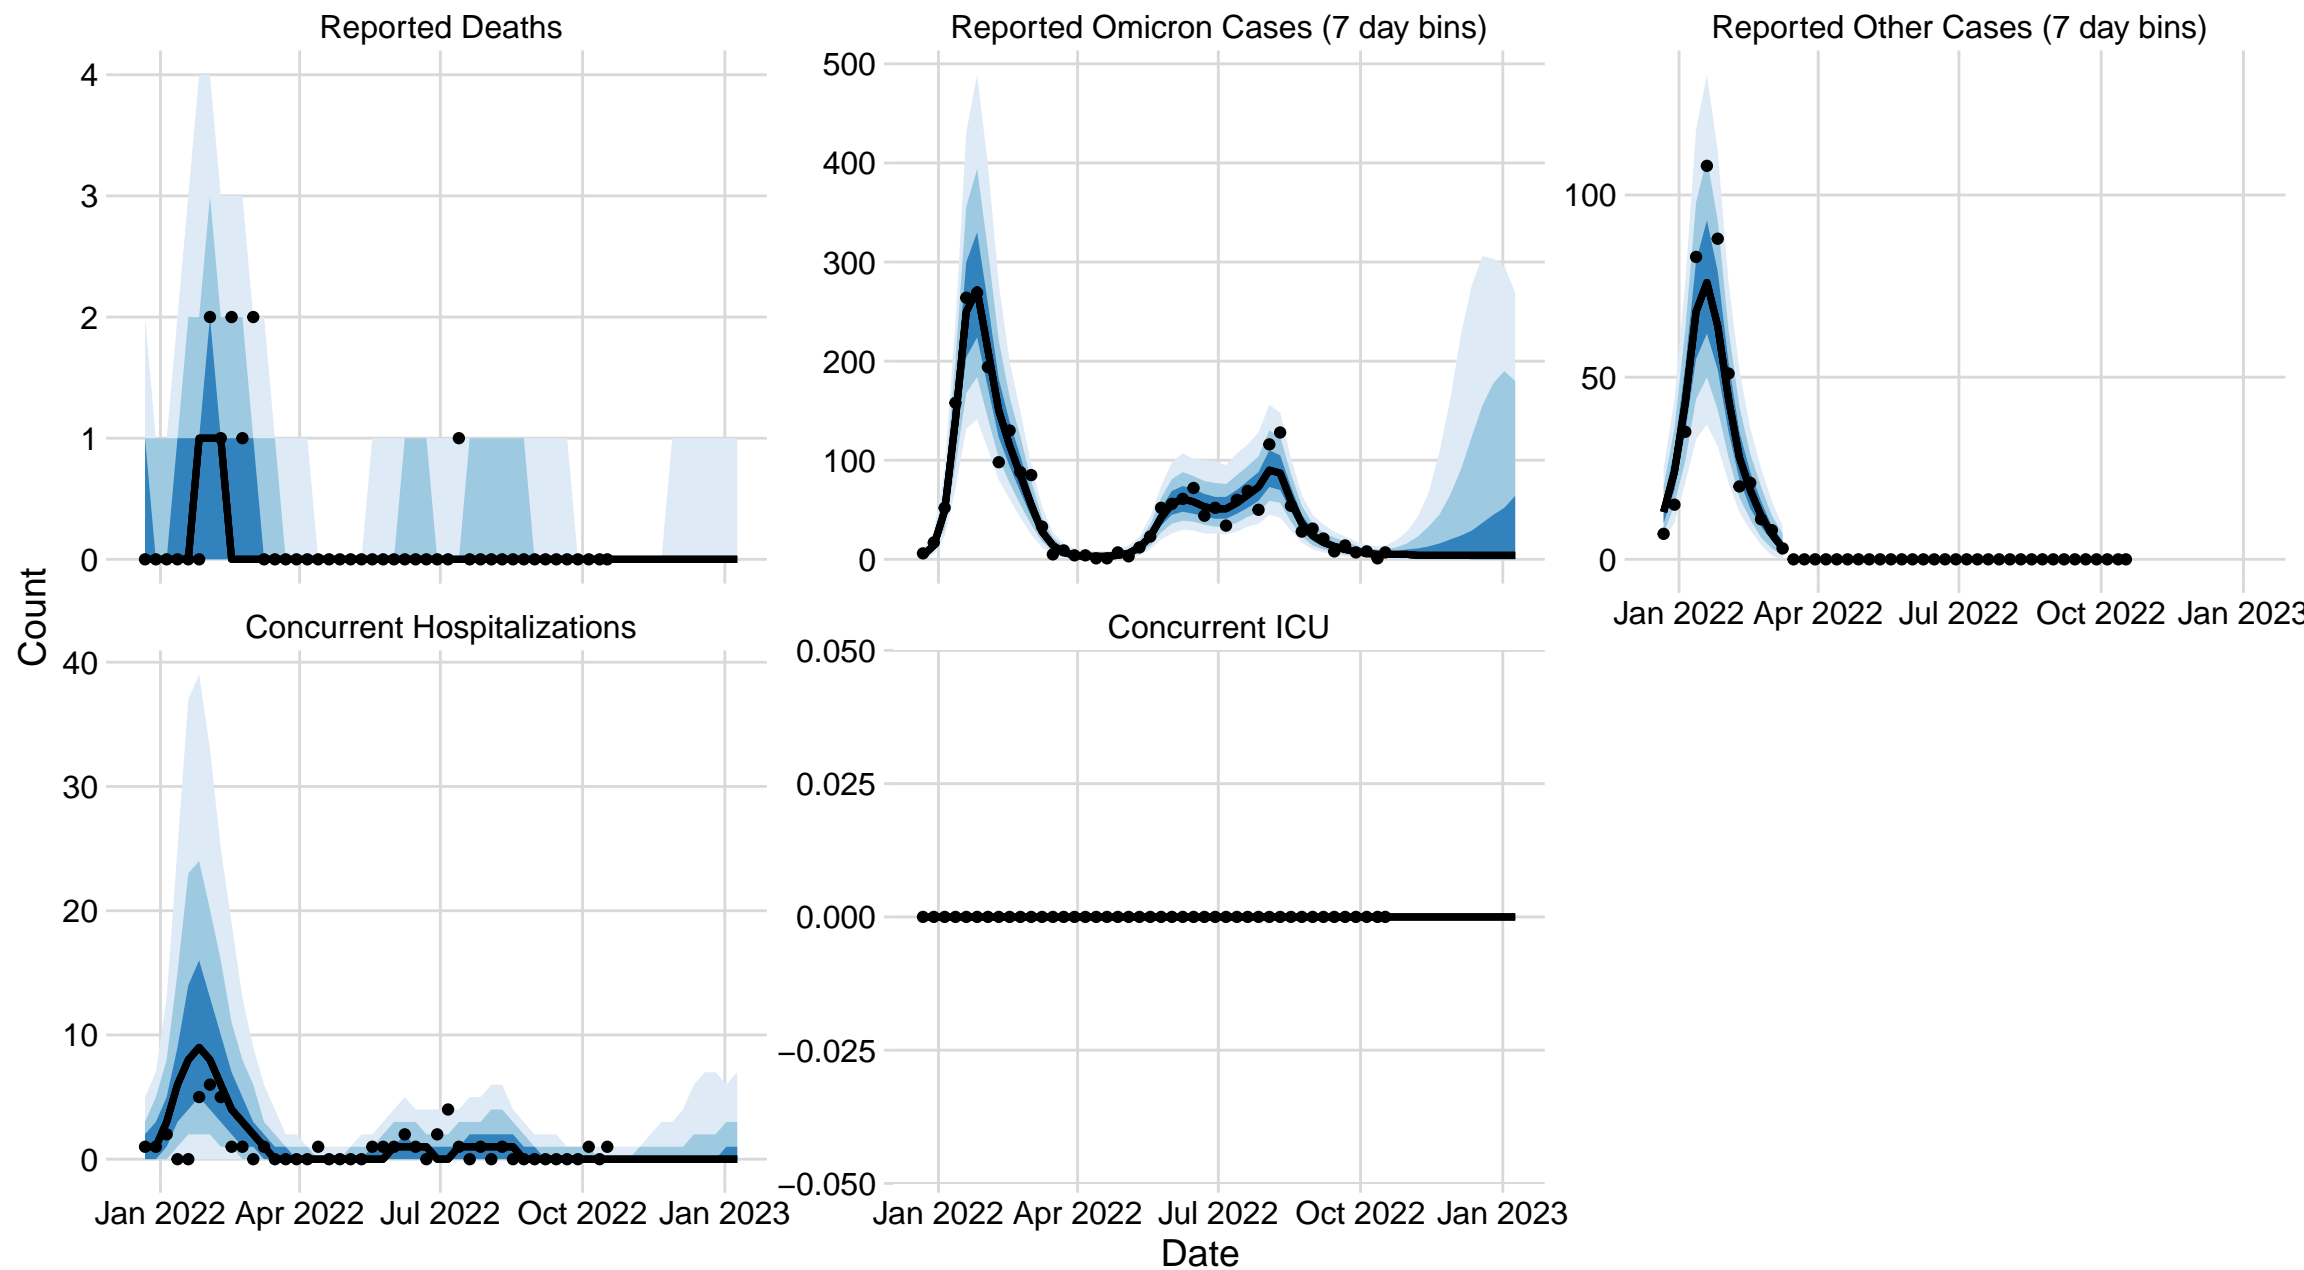 Reported Deaths
Reported Omicron Cases (7 day bins)
Reported Other Cases (7 day bins)
4
3
2
1
0
500
400
300
200
100
0
100
50
0
Jan 2022 Apr 2022 Jul 2022 Oct 2022 Jan 2023
Count
Concurrent Hospitalizations
Concurrent ICU
40
30
20
10
0
0.050
0.025
0.000
−0.025
−0.050
Jan 2022 Apr 2022 Jul 2022 Oct 2022 Jan 2023
Jan 2022 Apr 2022 Jul 2022 Oct 2022 Jan 2023
Date